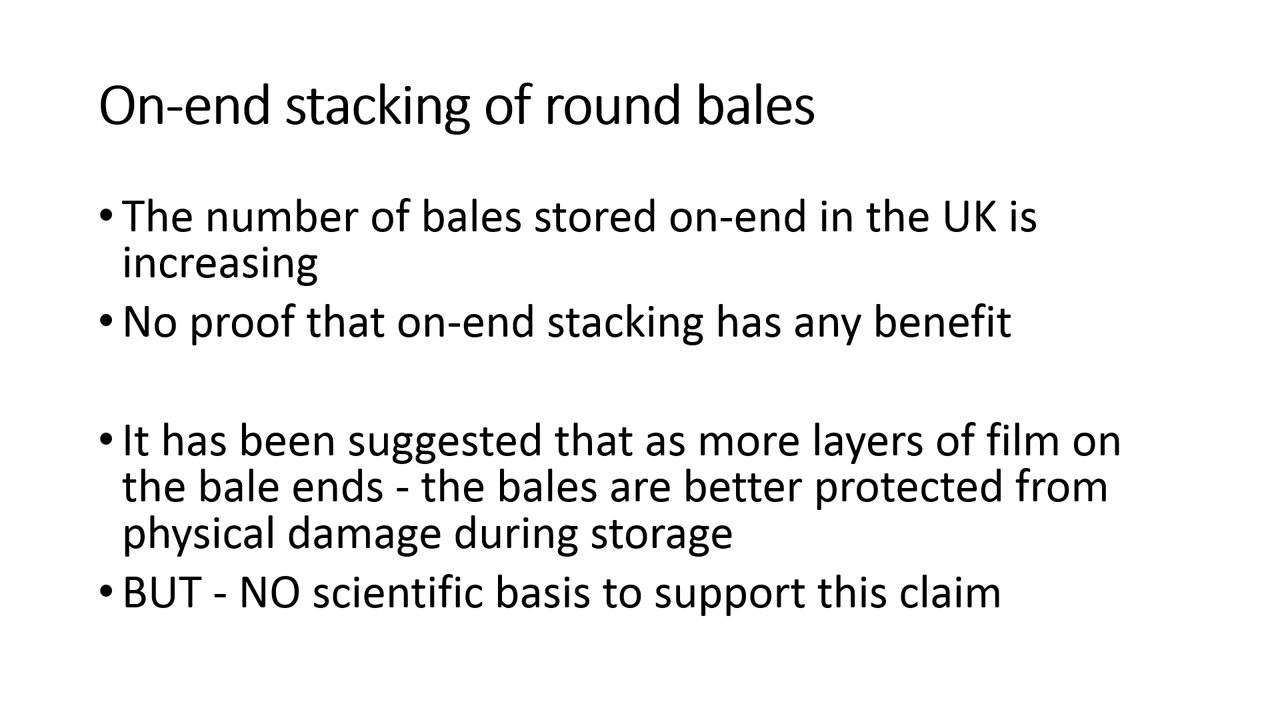 On-end stacking of round bales
• The number of bales stored on-end in the UK is
increasing
• No proof that on-end stacking has any benefit
• It has been suggested that as more layers of film on
the bale ends - the bales are better protected from
physical damage during storage
• BUT - NO scientific basis to support this claim